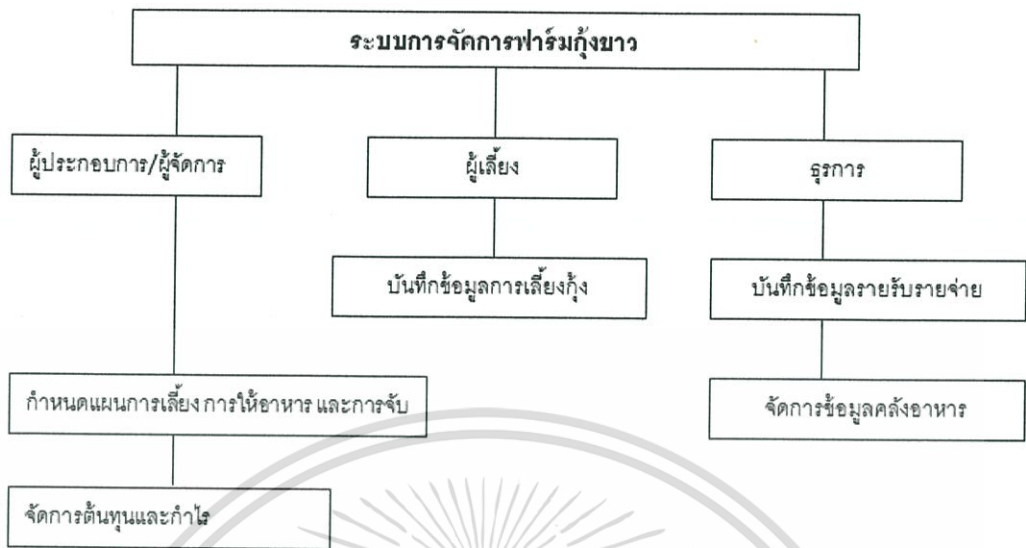 ระบบการจัดการฟาร์มกุ้งขาว
ผู้ประกอบการ/ผู้จัดการ
ผู้เลี้ยง
ธุรการ
บันทึกข้อมูลการเลี้ยงกุ้ง
บันทึกข้อมูลรายรับรายจ่าย
กำหนดแผนการเลี้ยง การให้อาหาร และการจับ
จัดการข้อมูลคลังอาหาร
จัดการต้นทุนและกำไร